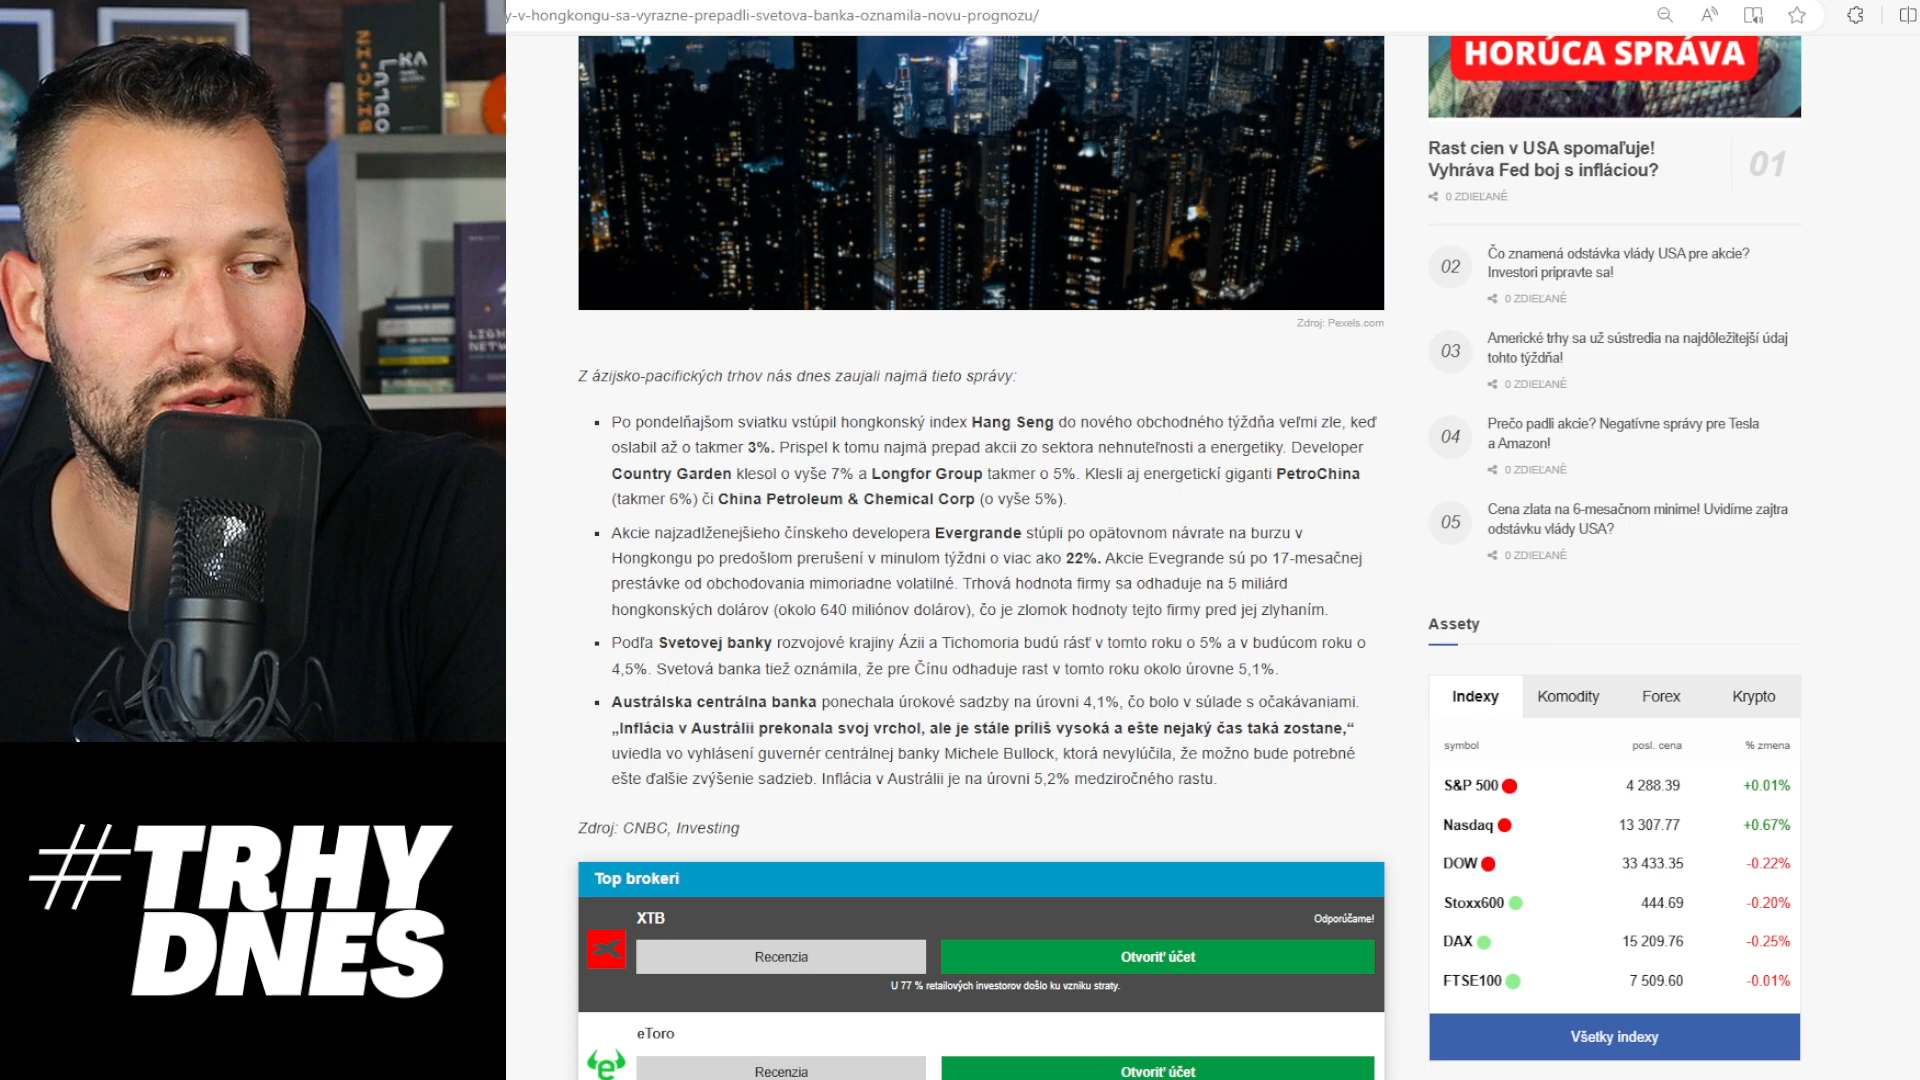 y-v-hongkongu-sa-vyrazne-prepadli-svetova-banka-oznamila-novu-prognozu/
BITCOIN
ODLUĽKA
LIGHTNING
NETWORK
#TRHY
DNES
Zdroj: Pexels.com
Z ázijsko-pacifických trhov nás dnes zaujali najmä tieto správy:
Po pondelňajšom sviatku vstúpil hongkonský index Hang Seng do nového obchodného týždňa veľmi zle, keď
oslabil až o takmer 3%. Prispel k tomu najmä prepad akcii zo sektora nehnuteľnosti a energetiky. Developer
Country Garden klesol o vyše 7% a Longfor Group takmer o 5%. Klesli aj energetickí giganti PetroChina
(takmer 6%) či China Petroleum & Chemical Corp (o vyše 5%).
Akcie najzadlženejšieho čínskeho developera Evergrande stúpli po opätovnom návrate na burzu v
Hongkongu po predošlom prerušení v minulom týždni o viac ako 22%. Akcie Evegrande sú po 17-mesačnej
prestávke od obchodovania mimoriadne volatilné. Trhová hodnota firmy sa odhaduje na 5 miliárd
hongkonských dolárov (okolo 640 miliónov dolárov), čo je zlomok hodnoty tejto firmy pred jej zlyhaním.
Podľa Svetovej banky rozvojové krajiny Ázii a Tichomoria budú rásť v tomto roku o 5% a v budúcom roku o
4,5%. Svetová banka tiež oznámila, že pre Čínu odhaduje rast v tomto roku okolo úrovne 5,1%.
Austrálska centrálna banka ponechala úrokové sadzby na úrovni 4,1%, čo bolo v súlade s očakávaniami.
„Inflácia v Austrálii prekonala svoj vrchol, ale je stále príliš vysoká a ešte nejaký čas taká zostane,“
uviedla vo vyhlásení guvernér centrálnej banky Michele Bullock, ktorá nevylúčila, že možno bude potrebné
ešte ďalšie zvýšenie sadzieb. Inflácia v Austrálii je na úrovni 5,2% medziročného rastu.
Zdroj: CNBC, Investing
Top brokeri
XTB
Odporúčame!
Recenzia
Otvoriť účet
U 77 % retailových investorov došlo ku vzniku straty.
eToro
Recenzia
Otvoriť účet
HORÚCA SPRÁVA
Rast cien v USA spomaľuje!
Vyhráva Fed boj s infláciou?
01
0 ZDIEĽANÉ
02
Čo znamená odstávka vlády USA pre akcie?
Investori pripravte sa!
0 ZDIEĽANÉ
03
Americké trhy sa už sústredia na najdôležitejší údaj
tohto týždňa!
0 ZDIEĽANÉ
04
Prečo padli akcie? Negatívne správy pre Tesla
a Amazon!
0 ZDIEĽANÉ
05
Cena zlata na 6-mesačnom minime! Uvidíme zajtra
odstávku vlády USA?
0 ZDIEĽANÉ
Assety
Indexy Komodity Forex Krypto
symbol posl. cena % zmena
S&P 500 4 288.39 +0.01%
Nasdaq 13 307.77 +0.67%
DOW 33 433.35 -0.22%
Stoxx600 444.69 -0.20%
DAX 15 209.76 -0.25%
FTSE100 7 509.60 -0.01%
Všetky indexy